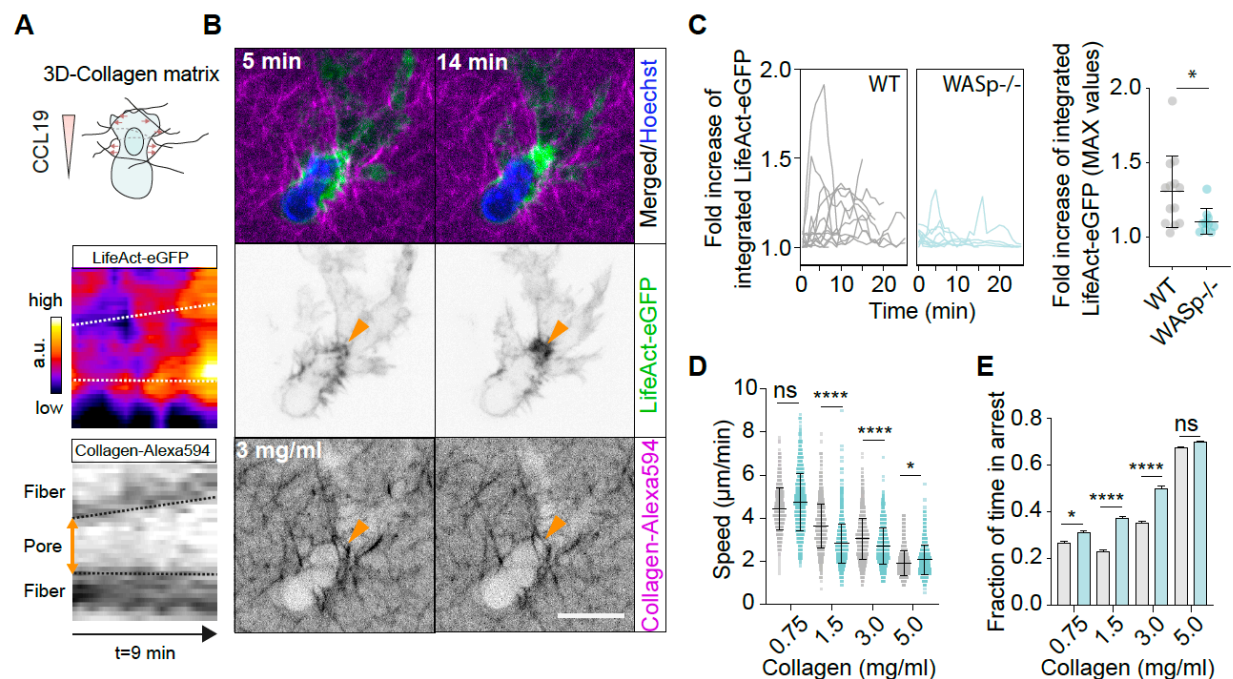 A
3D-Collagen matrix
CCL19
LifeAct-eGFP
high
a.u.
low
Collagen-Alexa594
Fiber
Pore
Fiber
t=9 min
B
5 min
14 min
Merged/Hoechst
LifeAct-eGFP
3 mg/ml
Collagen-Alexa594
C
Fold increase of
integrated LifeAct-eGFP
2.0
1.5
1.0
WT
WASp-/-
0
10
20
0
10
20
Time (min)
Fold increase of integrated
LifeAct-eGFP (MAX values)
2.0
1.5
1.0
*
WT
WASp-/-
D
Speed (µm/min)
10
8
6
4
2
0
ns
****
****
*
0.75
1.5
3.0
5.0
Collagen (mg/ml)
E
Fraction of time in arrest
0.8
0.6
0.4
0.2
0.0
*
****
****
ns
0.75
1.5
3.0
5.0
Collagen (mg/ml)